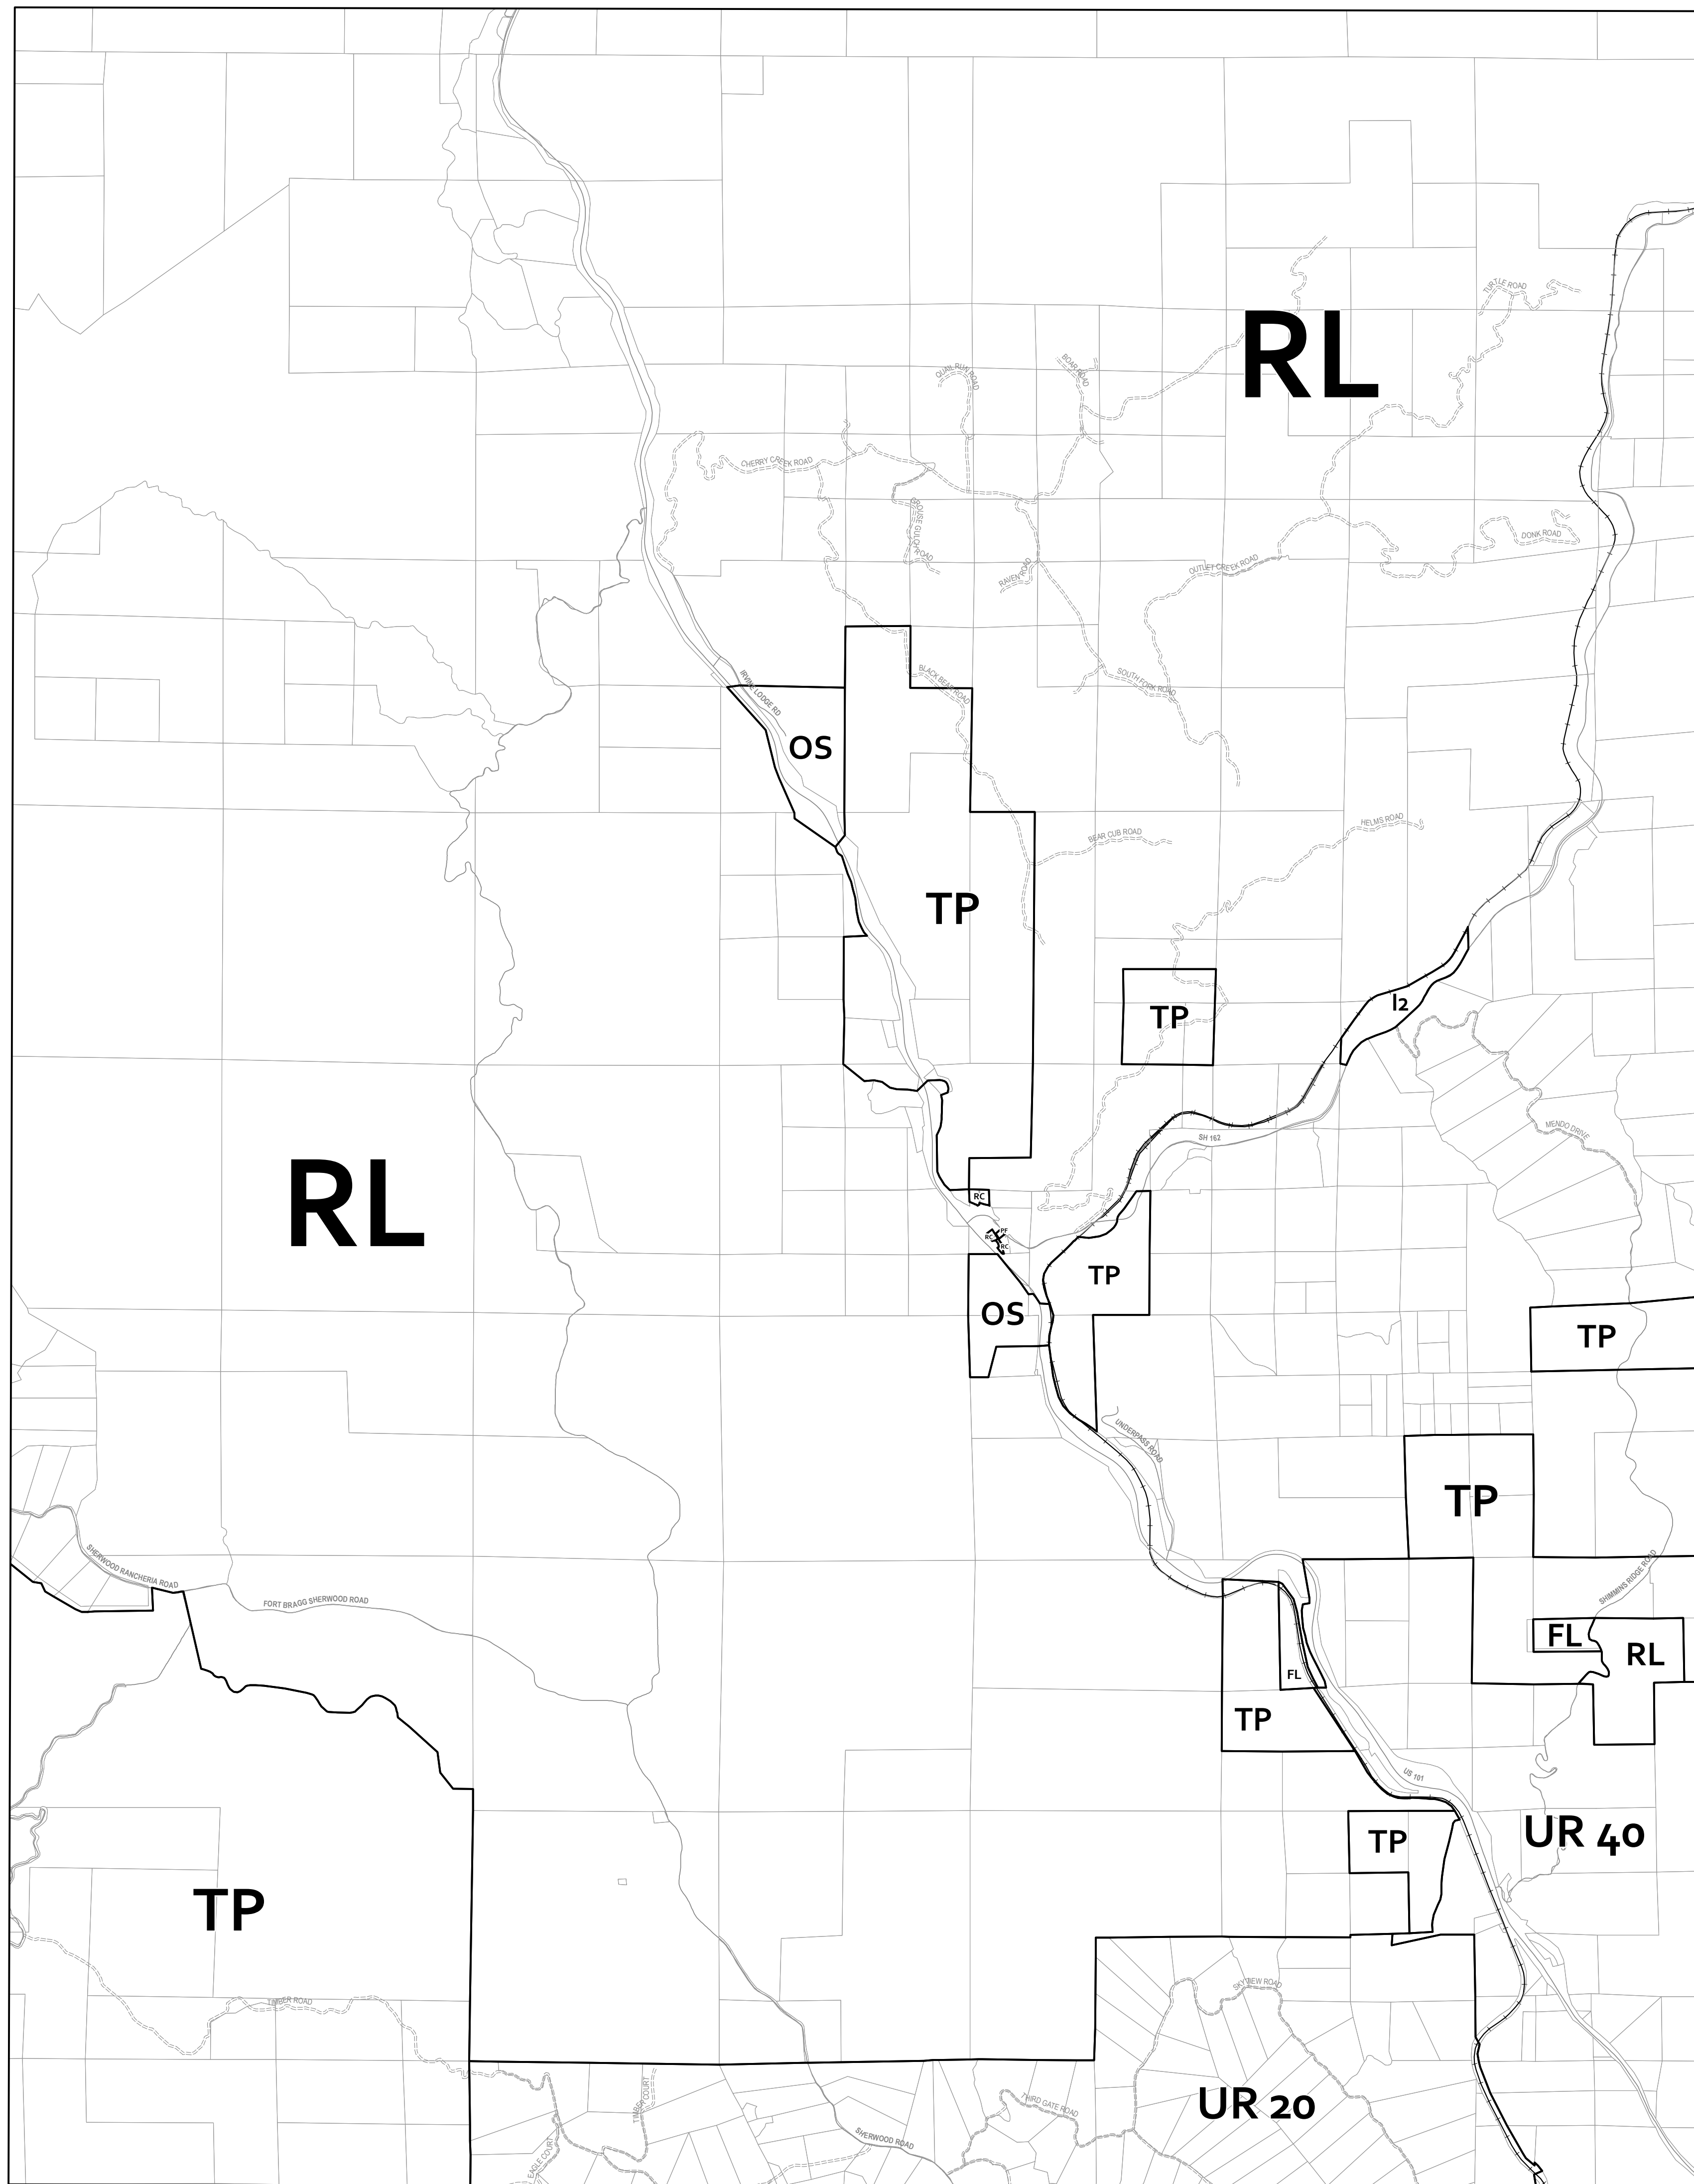 TURTLE ROAD
RL
BOAR ROAD
QUAIL RUN ROAD
CHERRY CREEK ROAD
GROUSE GULCH ROAD
DONK ROAD
OUTLET CREEK ROAD
RAVEN ROAD
BLACK BEAR ROAD
SOUTH FORK ROAD
IRVINE LODGE RD
OS
HELMS ROAD
BEAR CUB ROAD
TP
I2
TP
MENDO DRIVE
SH 162
RL
RC
PF
RC
RC
TP
OS
TP
UNDERPASS ROAD
TP
SHERWOOD RANCHERIA ROAD
SHIMMINS RIDGE ROAD
FORT BRAGG SHERWOOD ROAD
FL
RL
FL
TP
US 101
UR 40
TP
TP
SKYVIEW ROAD
TIMBER ROAD
THIRD GATE ROAD
UR 20
TIMBER COURT
SHERWOOD ROAD
EAGLE COURT